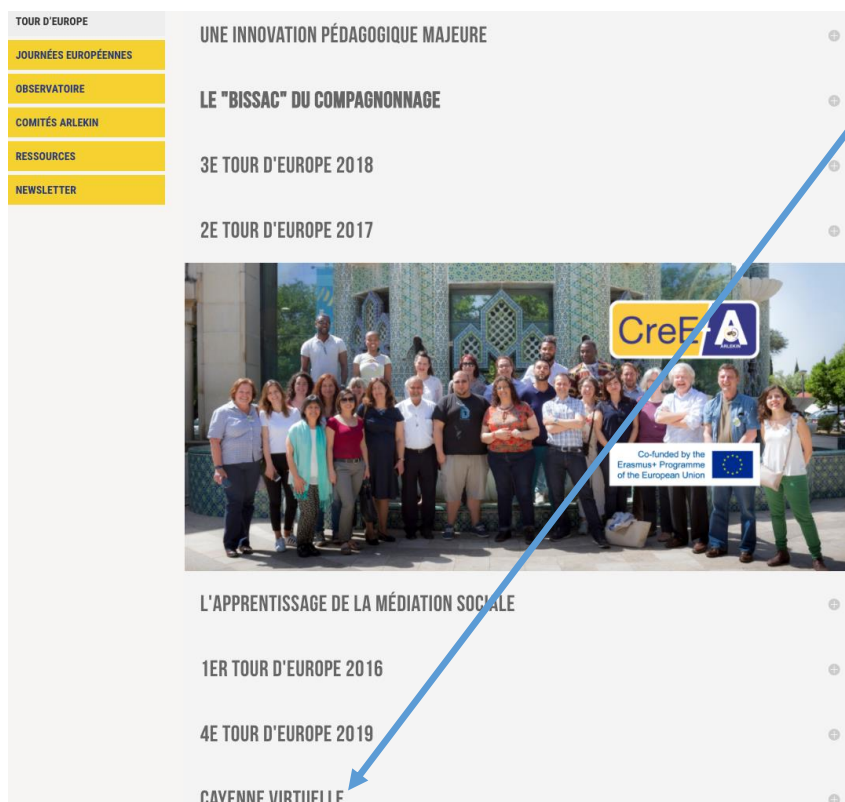 TOUR D'EUROPE
JOURNÉES EUROPÉENNES
OBSERVATOIRE
COMITÉS ARLEKIN
RESSOURCES
NEWSLETTER
UNE INNOVATION PÉDAGOGIQUE MAJEURE
LE "BISSAC" DU COMPAGNONNAGE
3E TOUR D'EUROPE 2018
2E TOUR D'EUROPE 2017
CreE-A
ARLEKIN
Co-funded by the
Erasmus+ Programme
of the European Union
L'APPRENTISSAGE DE LA MÉDIATION SOCIALE
1ER TOUR D'EUROPE 2016
4E TOUR D'EUROPE 2019
CAYENNE VIRTUELLE